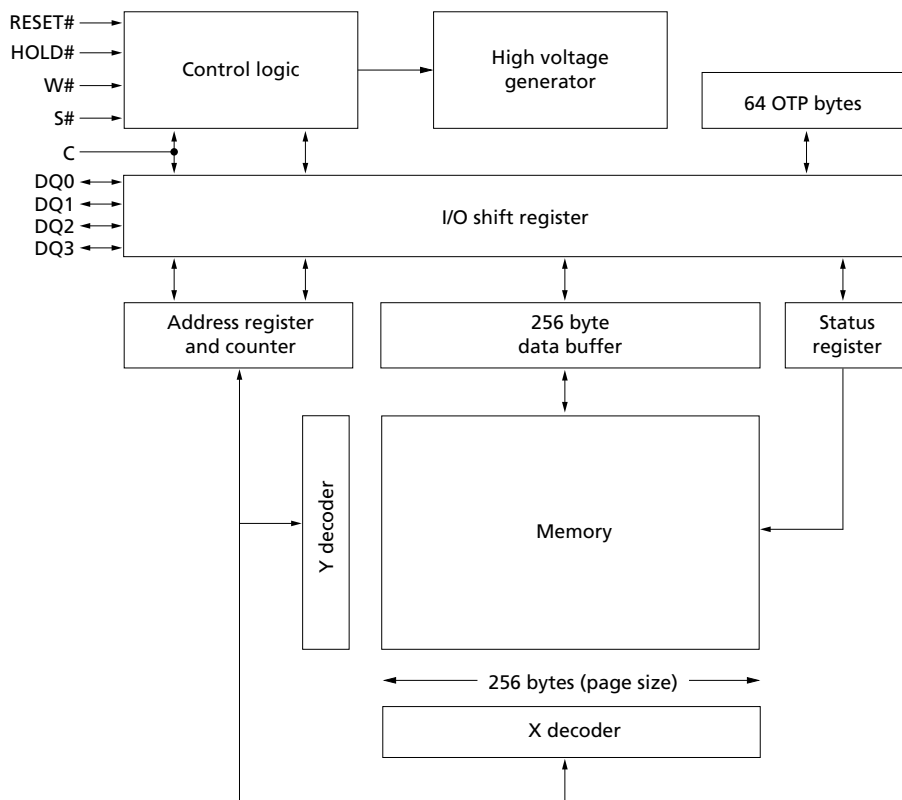 RESET#
HOLD#
W#
S#
C
DQ0
DQ1
DQ2
DQ3
Control logic
High voltage
generator
64 OTP bytes
I/O shift register
Address register
and counter
256 byte
data buffer
Status
register
Y decoder
Memory
256 bytes (page size)
X decoder